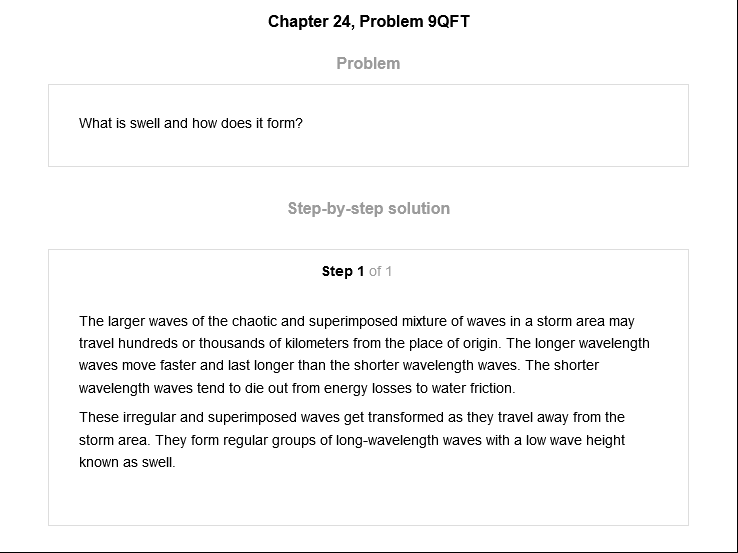 Chapter 24, Problem 9QFT
Problem
What is swell and how does it form?
Step-by-step solution
Step 1 of 1
The larger waves of the chaotic and superimposed mixture of waves in a storm area may
travel hundreds or thousands of kilometers from the place of origin. The longer wavelength
waves move faster and last longer than the shorter wavelength waves. The shorter
wavelength waves tend to die out from energy losses to water friction.
These irregular and superimposed waves get transformed as they travel away from the
storm area. They form regular groups of long-wavelength waves with a low wave height
known as swell.